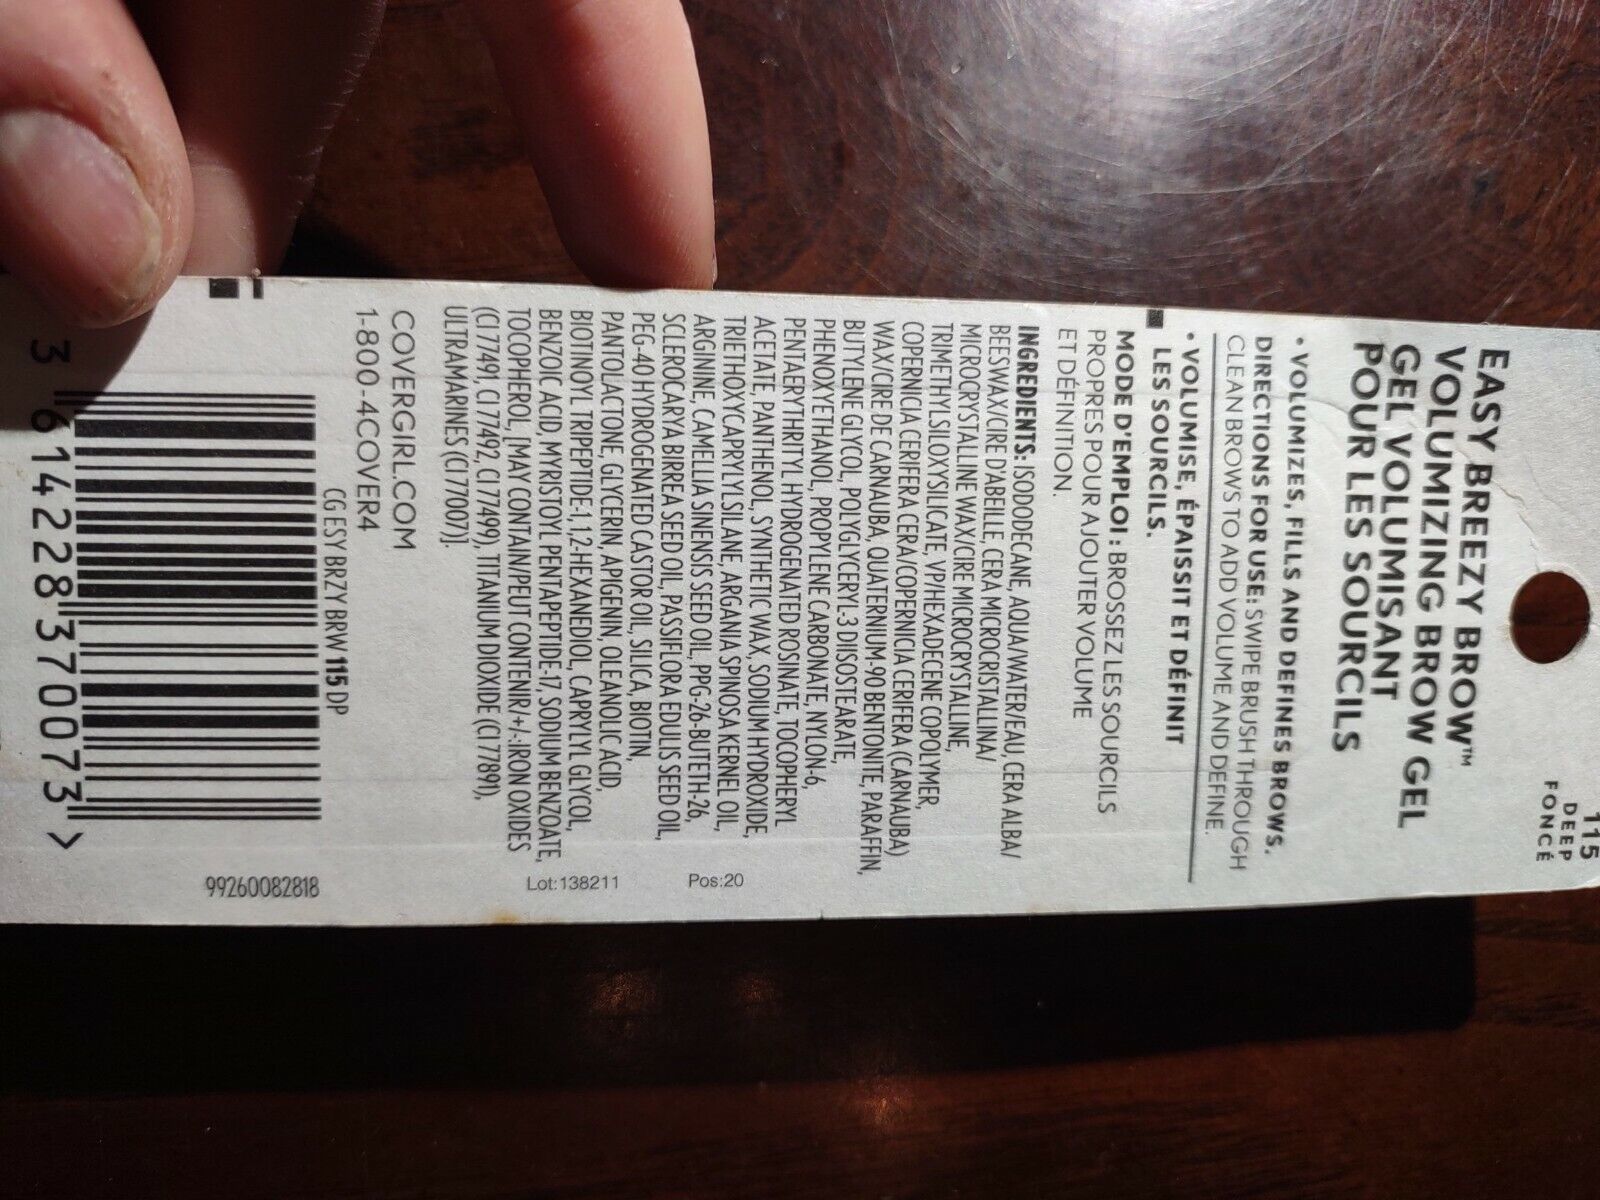 115
DEEP
FONCÉ
EASY BREEZY BROW™
VOLUMIZING BROW GEL
GEL VOLUMISANT
POUR LES SOURCILS
• VOLUMIZES, FILLS AND DEFINES BROWS.
DIRECTIONS FOR USE: SWIPE BRUSH THROUGH
CLEAN BROWS TO ADD VOLUME AND DEFINE.
• VOLUMISE, ÉPAISSIT ET DÉFINIT
LES SOURCILS.
MODE D'EMPLOI : BROSSEZ LES SOURCILS
PROPRES POUR AJOUTER VOLUME
ET DÉFINITION.
INGREDIENTS: ISODODECANE, AQUA/WATER/EAU, CERA ALBA/
BEESWAX/CIRE D'ABEILLE, CERA MICROCRISTALLINA/
MICROCRYSTALLINE WAX/CIRE MICROCRYSTALLINE,
TRIMETHYLSILOXYSILICATE, VP/HEXADECENE COPOLYMER,
COPERNICIA CERIFERA CERA/COPERNICIA CERIFERA (CARNAUBA)
WAX/CIRE DE CARNAUBA, QUATERNIUM-90 BENTONITE, PARAFFIN,
BUTYLENE GLYCOL, POLYGLYCERYL-3 DIISOSTEARATE,
PHENOXYETHANOL, PROPYLENE CARBONATE, NYLON-6,
PENTAERYTHRITYL HYDROGENATED ROSINATE, TOCOPHERYL
ACETATE, PANTHENOL, SYNTHETIC WAX, SODIUM HYDROXIDE,
TRIETHOXYCAPRYLYLSILANE, ARGANIA SPINOSA KERNEL OIL,
ARGININE, CAMELLIA SINENSIS SEED OIL, PPG-26-BUTETH-26,
SCLEROCARYA BIRREA SEED OIL, PASSIFLORA EDULIS SEED OIL,
PEG-40 HYDROGENATED CASTOR OIL, SILICA, BIOTIN,
PANTOLACTONE, GLYCERIN, APIGENIN, OLEANOLIC ACID,
BIOTINOYL TRIPEPTIDE-1, 1,2-HEXANEDIOL, CAPRYLYL GLYCOL,
BENZOIC ACID, MYRISTOYL PENTAPEPTIDE-17, SODIUM BENZOATE,
TOCOPHEROL, [MAY CONTAIN/PEUT CONTENIR/+/-:IRON OXIDES
(CI 77491, CI 77492, CI 77499), TITANIUM DIOXIDE (CI 77891),
ULTRAMARINES (CI 77007)].
Pos:20
Lot:138211
COVERGIRL.COM
1-800-4COVER4
CG ESY BRZY BRW 115 DP
99260082818
3 614228 370073 >